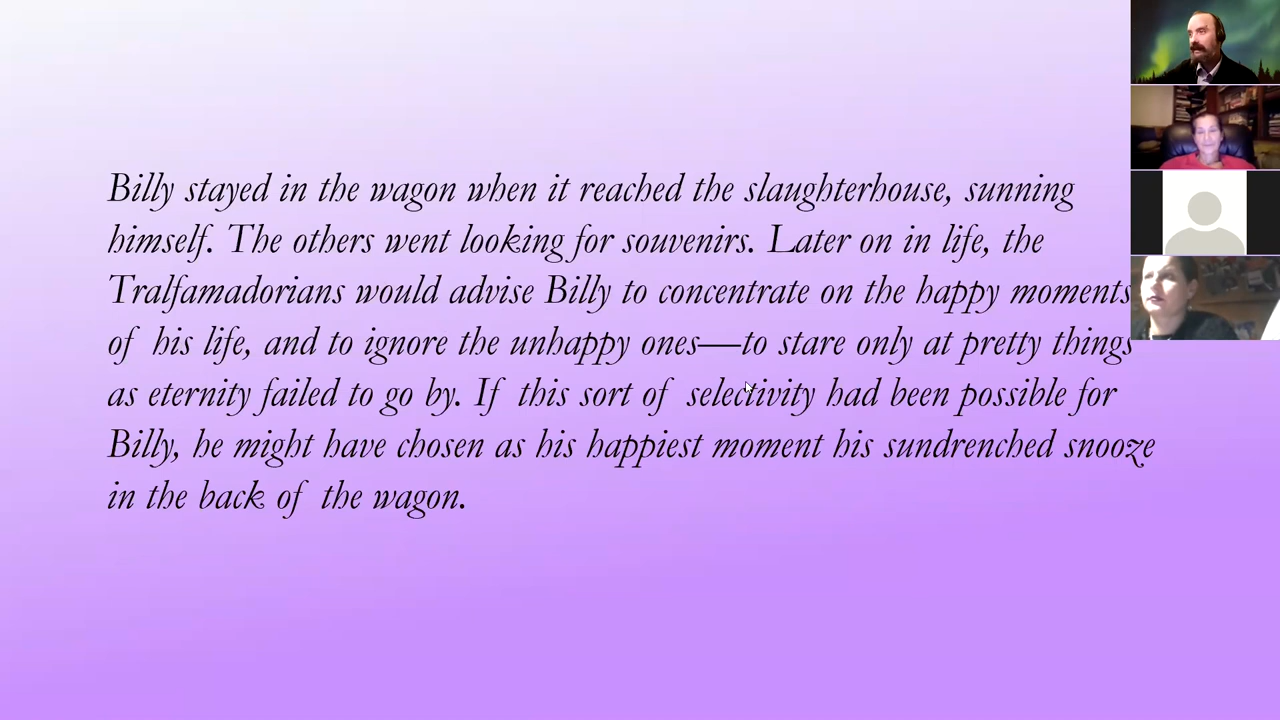 Billy stayed in the wagon when it reached the slaughterhouse, sunning
himself. The others went looking for souvenirs. Later on in life, the
Tralfamadorians would advise Billy to concentrate on the happy moments
of his life, and to ignore the unhappy ones—to stare only at pretty things
as eternity failed to go by. If this sort of selectivity had been possible for
Billy, he might have chosen as his happiest moment his sundrenched snooze
in the back of the wagon.